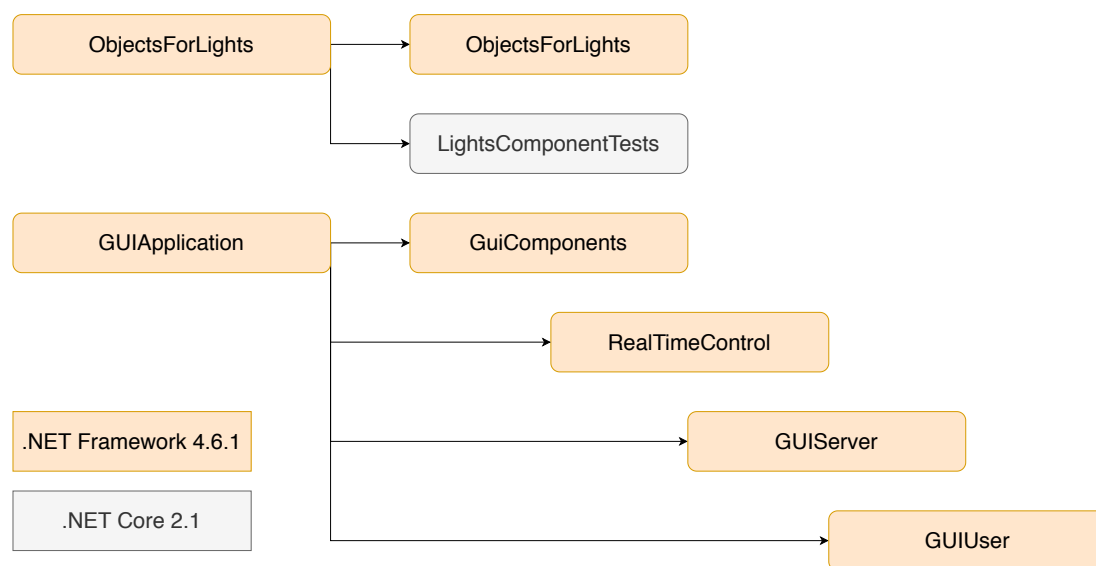 ObjectsForLights
ObjectsForLights
LightsComponentTests
GUIApplication
GuiComponents
RealTimeControl
.NET Framework 4.6.1
GUIServer
.NET Core 2.1
GUIUser